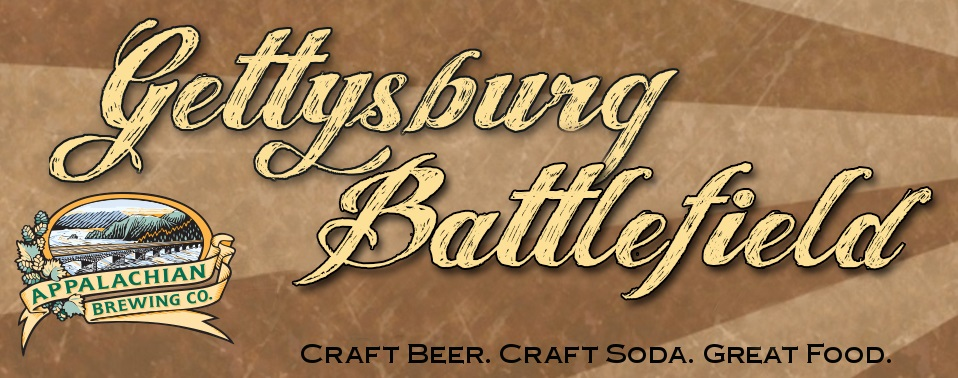 Gettysburg
Battlefield
APPALACHIAN
BREWING CO.
CRAFT BEER. CRAFT SODA. GREAT FOOD.